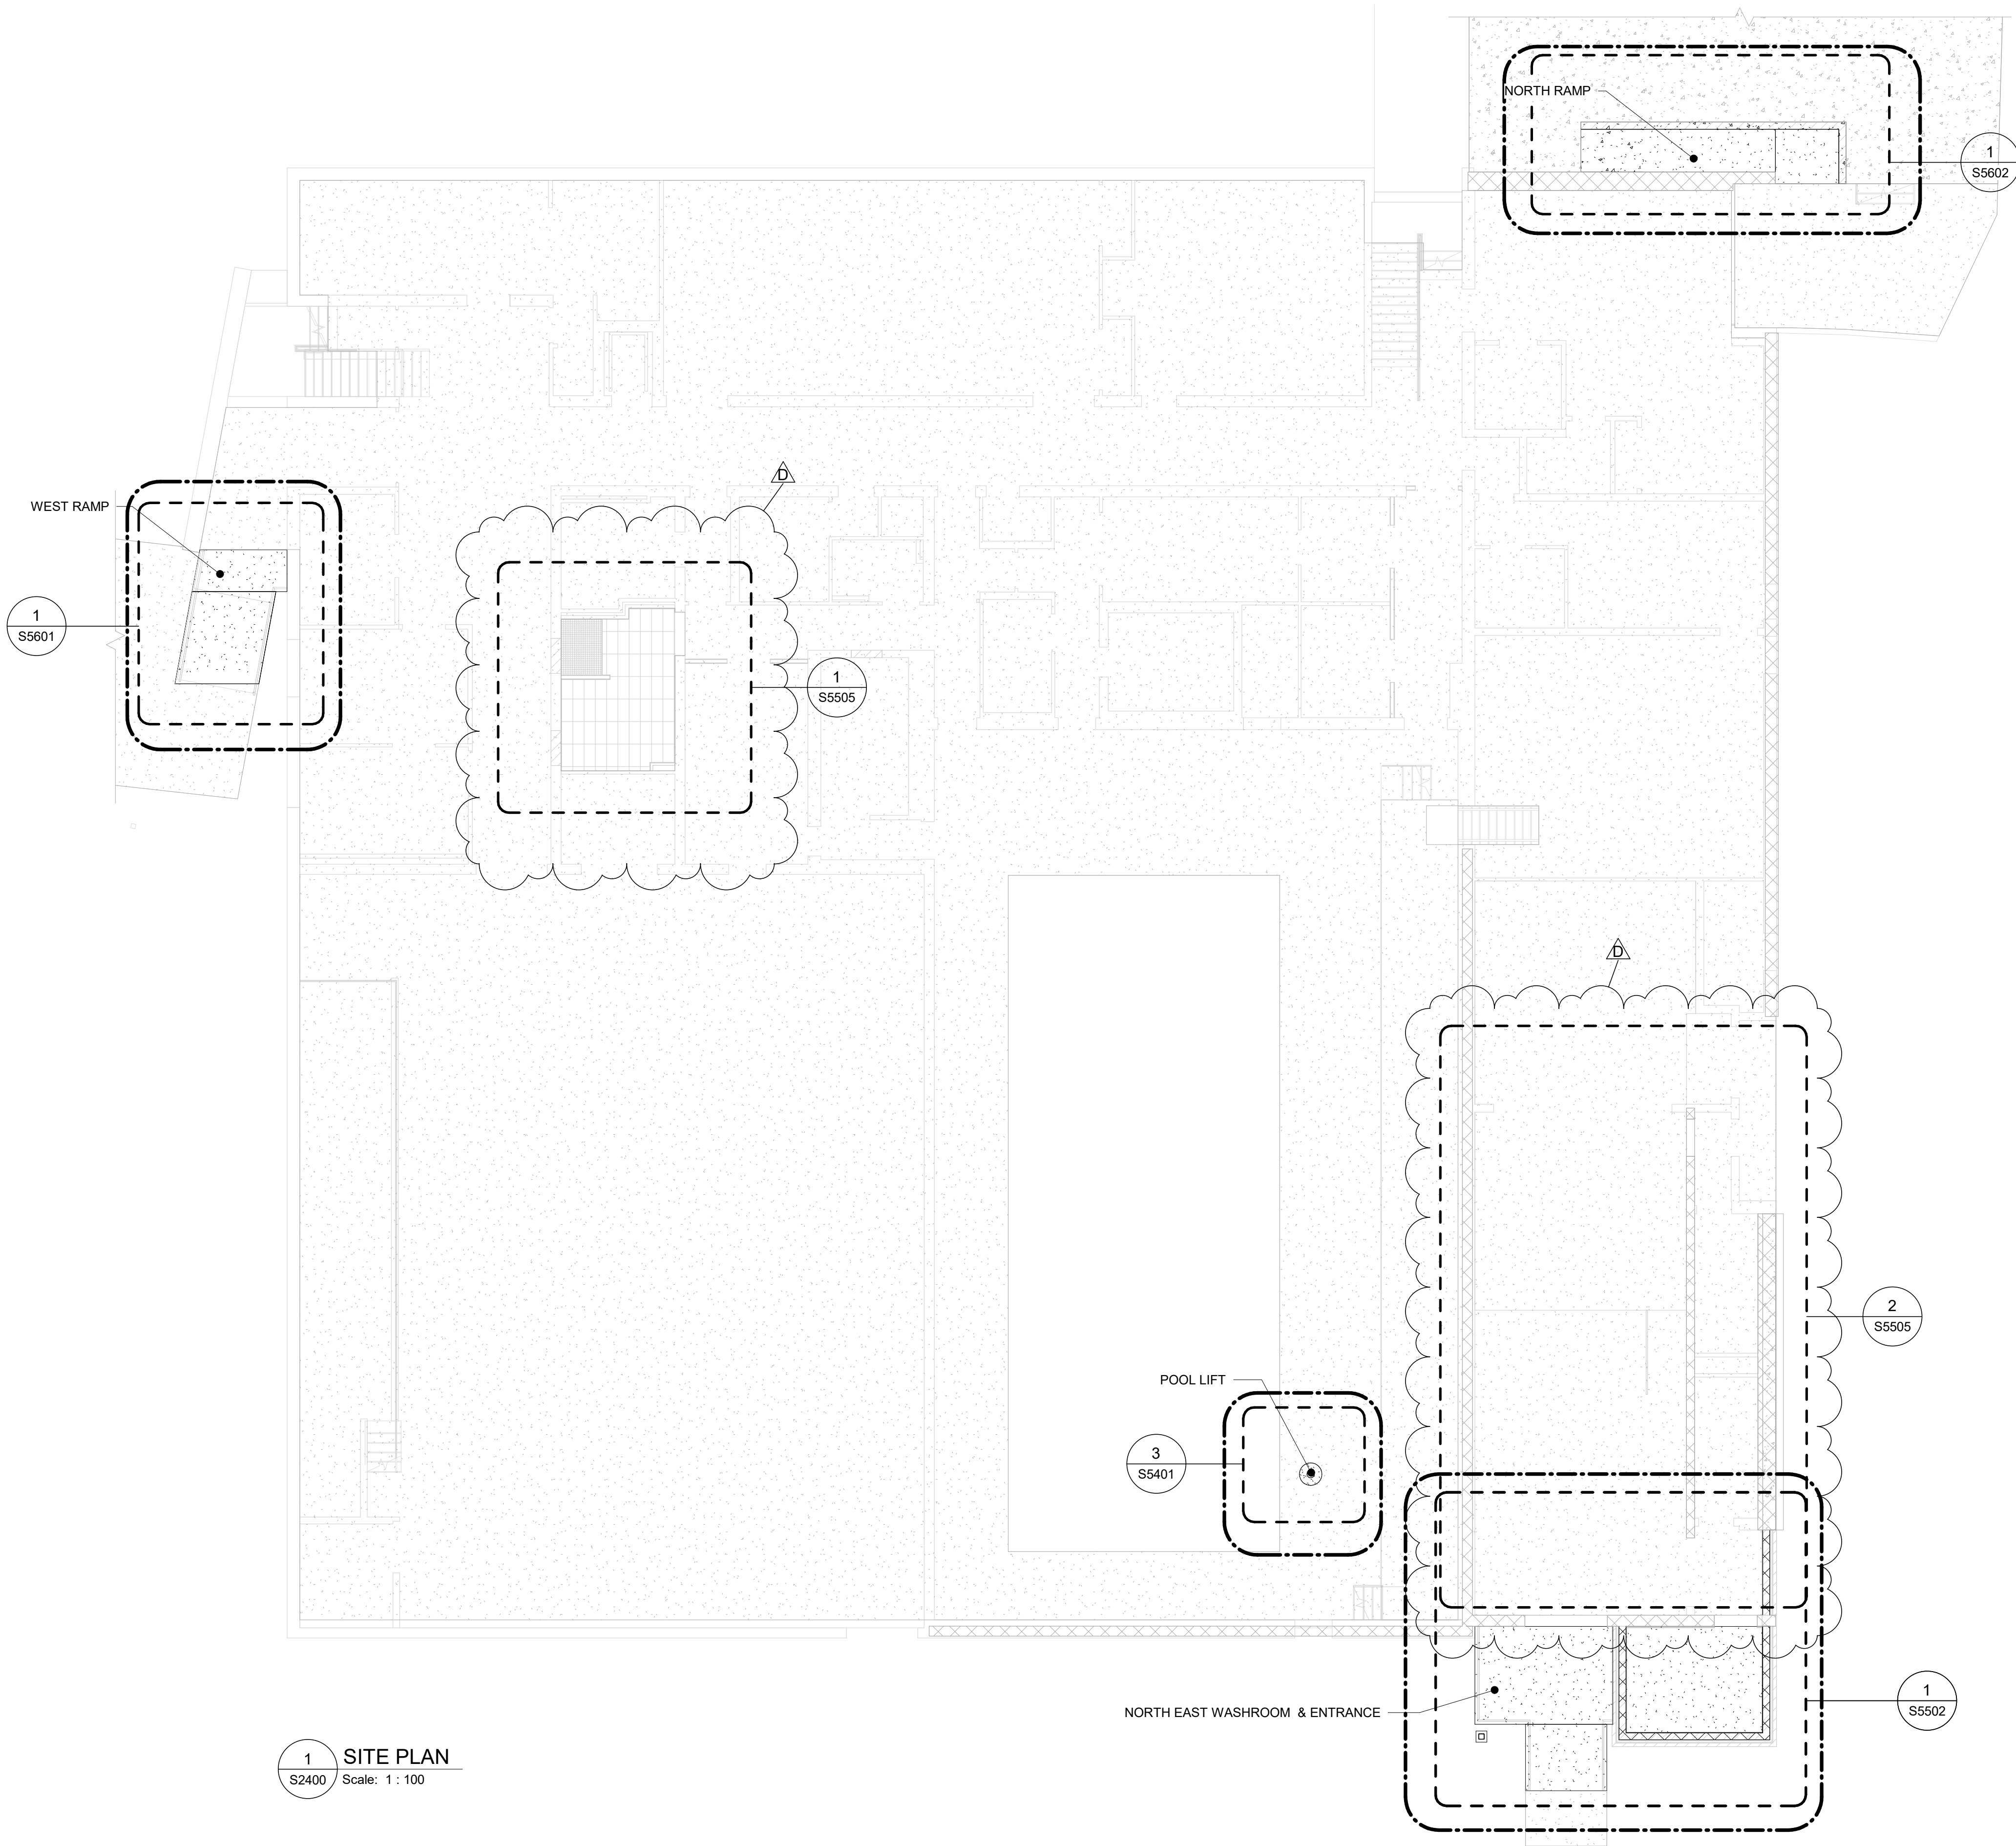 NORTH RAMP
1
S5602
D
WEST RAMP
1
S5601
1
S5505
D
2
S5505
POOL LIFT
3
S5401
1
S5502
NORTH EAST WASHROOM & ENTRANCE
1
S2400
SITE PLAN
Scale: 1 : 100